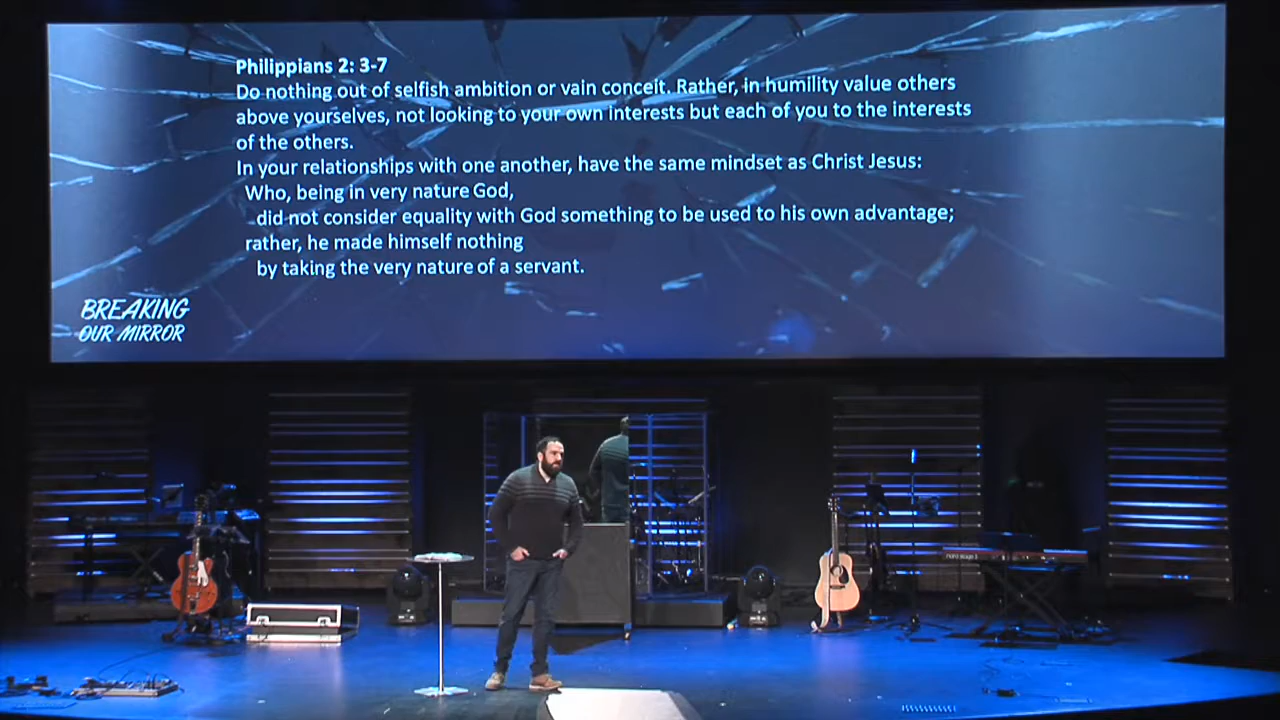 Philippians 2: 3-7
Do nothing out of selfish ambition or vain conceit. Rather, in humility value others
above yourselves, not looking to your own interests but each of you to the interests
of the others.
In your relationships with one another, have the same mindset as Christ Jesus:
Who, being in very nature God,
did not consider equality with God something to be used to his own advantage;
rather, he made himself nothing
by taking the very nature of a servant.
BREAKING
OUR MIRROR
nord stage